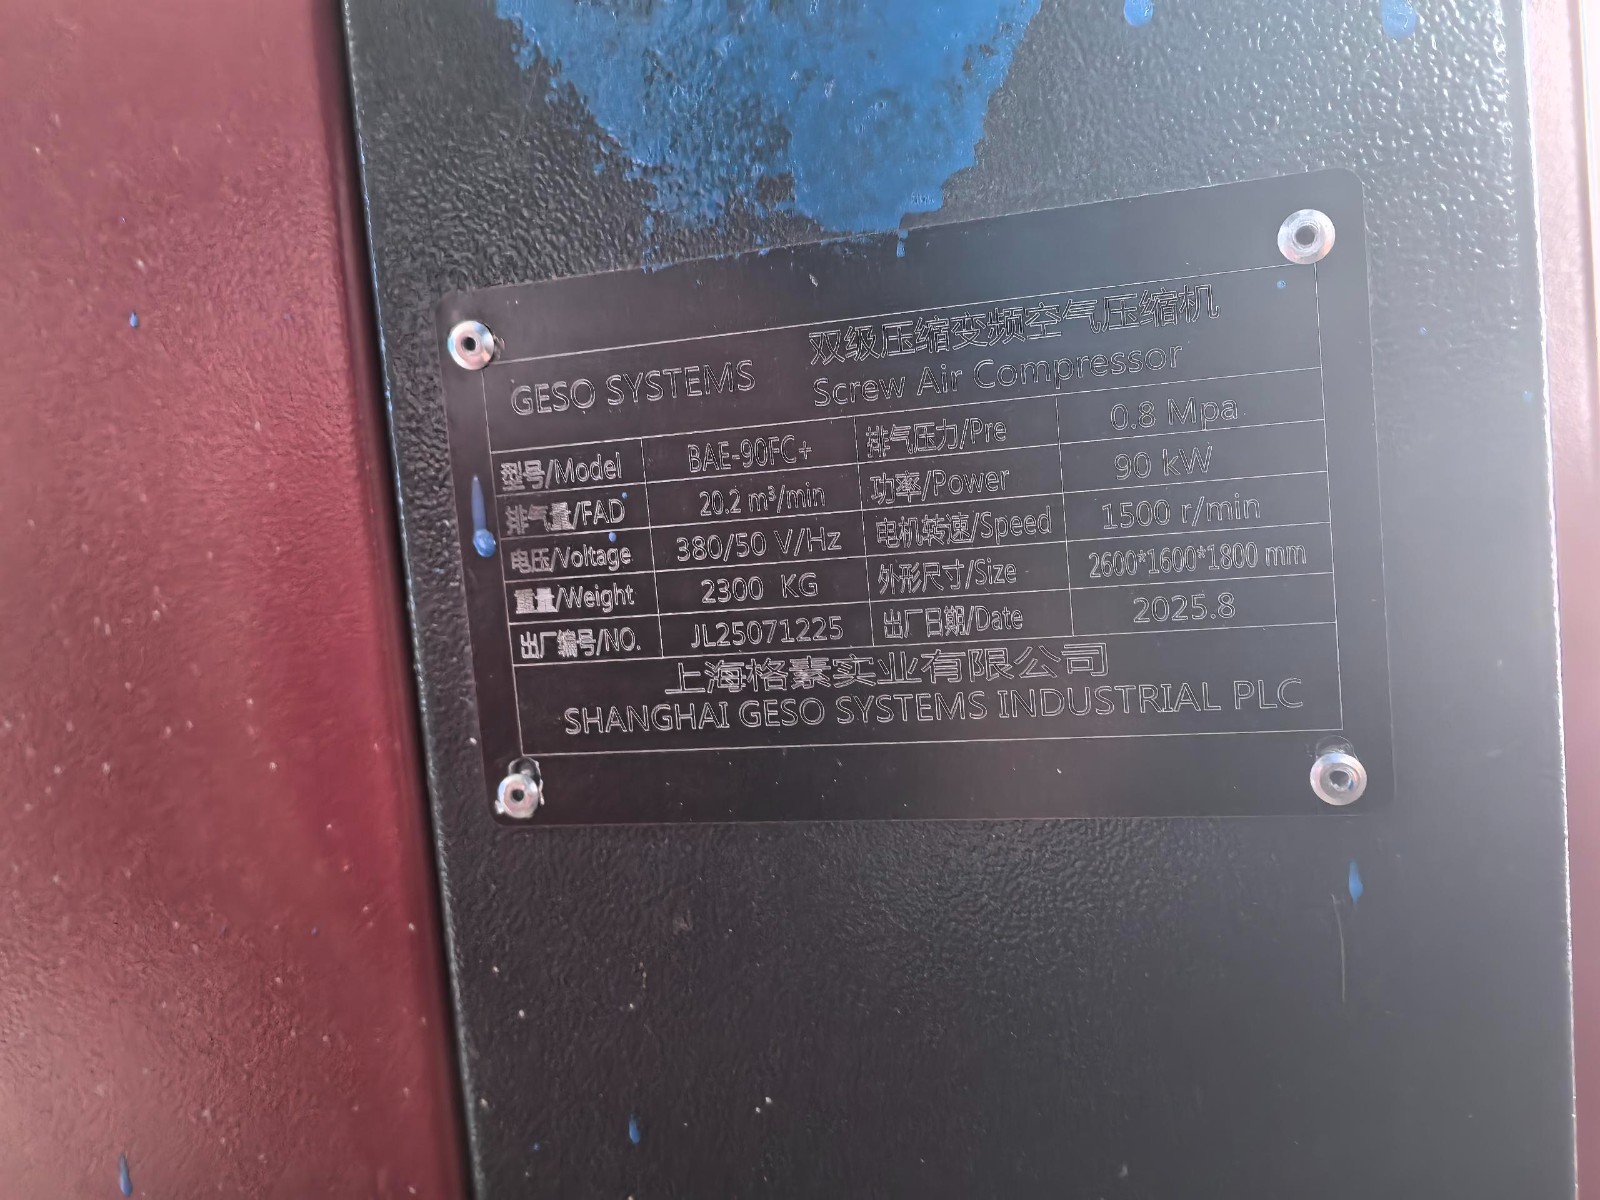 GESO SYSTEMS 双级压缩变频空气压缩机
Screw Air Compressor
型号/Model BAE-90FC+ 排气压力/Pre 0.8 Mpa
排气量/FAD 20.2 m³/min 功率/Power 90 kW
电压/Voltage 380/50 V/Hz 电机转速/Speed 1500 r/min
重量/Weight 2300 KG 外形尺寸/Size 2600*1600*1800 mm
出厂编号/NO. JL25071225 出厂日期/Date 2025.8
上海格素实业有限公司
SHANGHAI GESO SYSTEMS INDUSTRIAL PLC